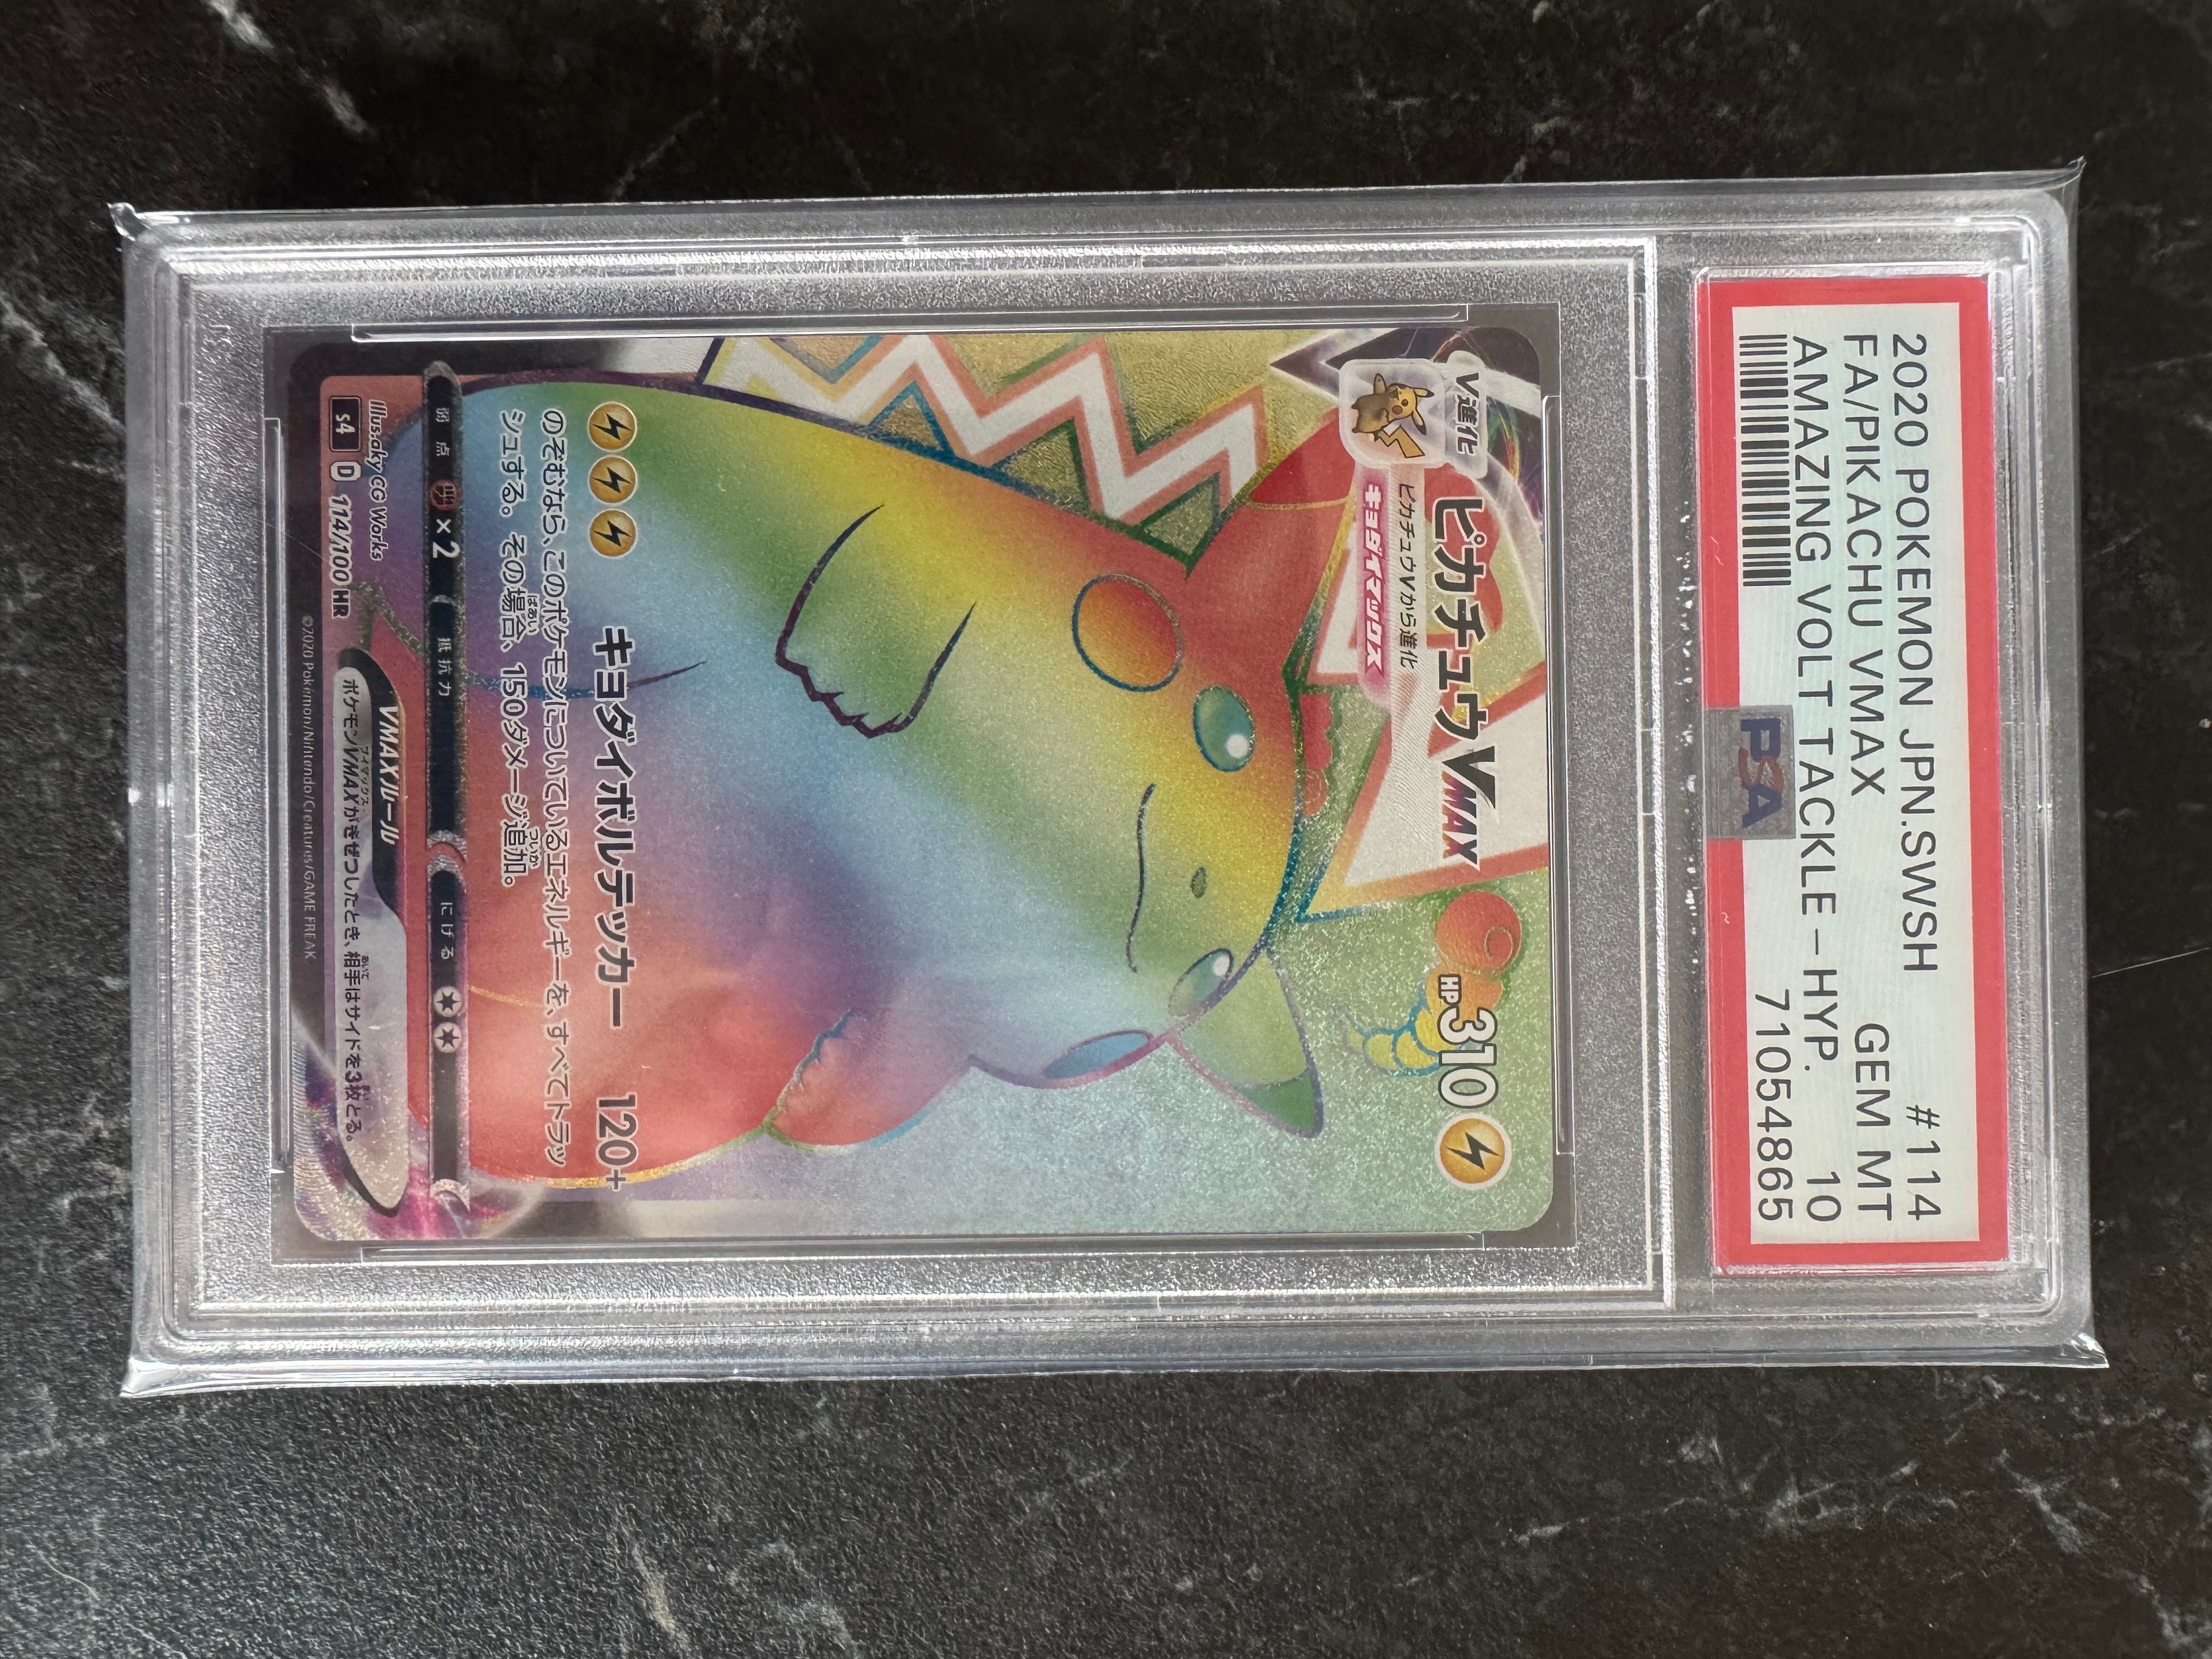 2020 POKEMON JPN.SWSH #114
FA/PIKACHU VMAX GEM MT
AMAZING VOLT TACKLE-HYP. 10
71054865
PSA
V進化
ピカチュウVMAX HP310
ピカチュウVから進化
キョダイマックス
キョダイボルテッカー 120+
のぞむなら、このポケモンについているエネルギーを、すべてトラッ
シュする。その場合、150ダメージ追加。
弱点 ×2 抵抗力 にげる
Illus.aky CG Works
VMAXルール
s4 D 114/100 HR
ポケモンVMAXがきぜつしたとき、相手はサイドを3枚とる。
©2020 Pokémon/Nintendo/Creatures/GAME FREAK